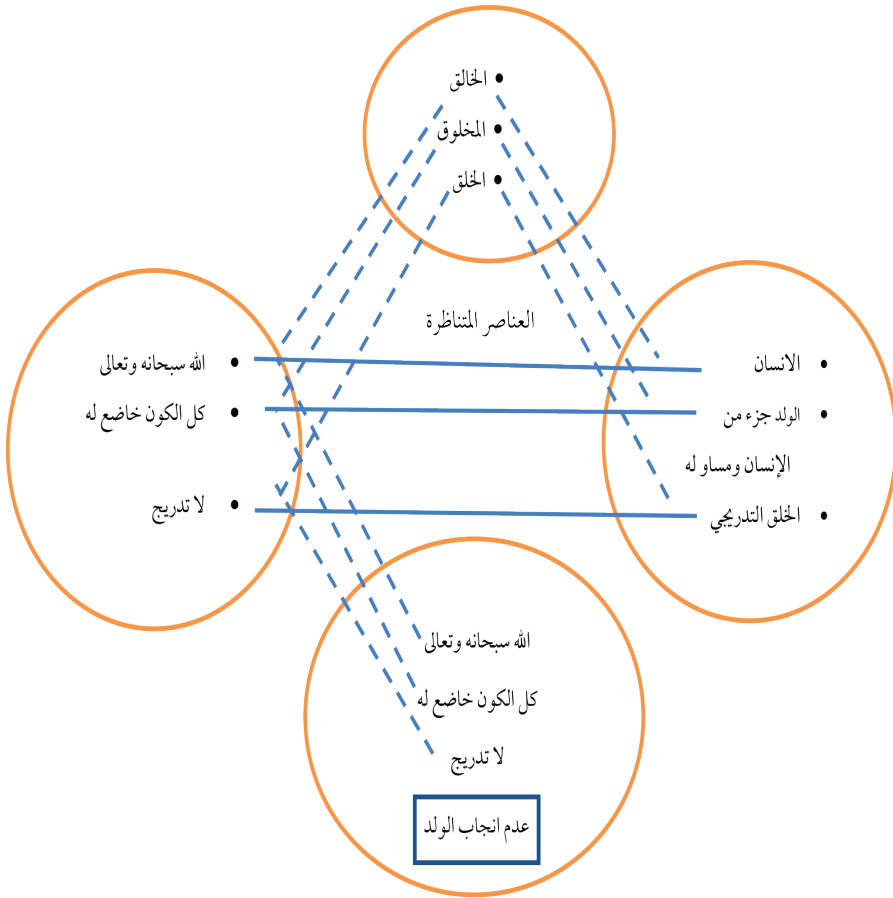 الخالق
المخلوق
الخلق
العناصر المتناظرة
الانسان
الولد جزء من
الإنسان ومساو له
الخلق التدريجي
الله سبحانه وتعالى
كل الكون خاضع له
لا تدريج
الله سبحانه وتعالى
كل الكون خاضع له
لا تدريج
عدم انجاب الولد